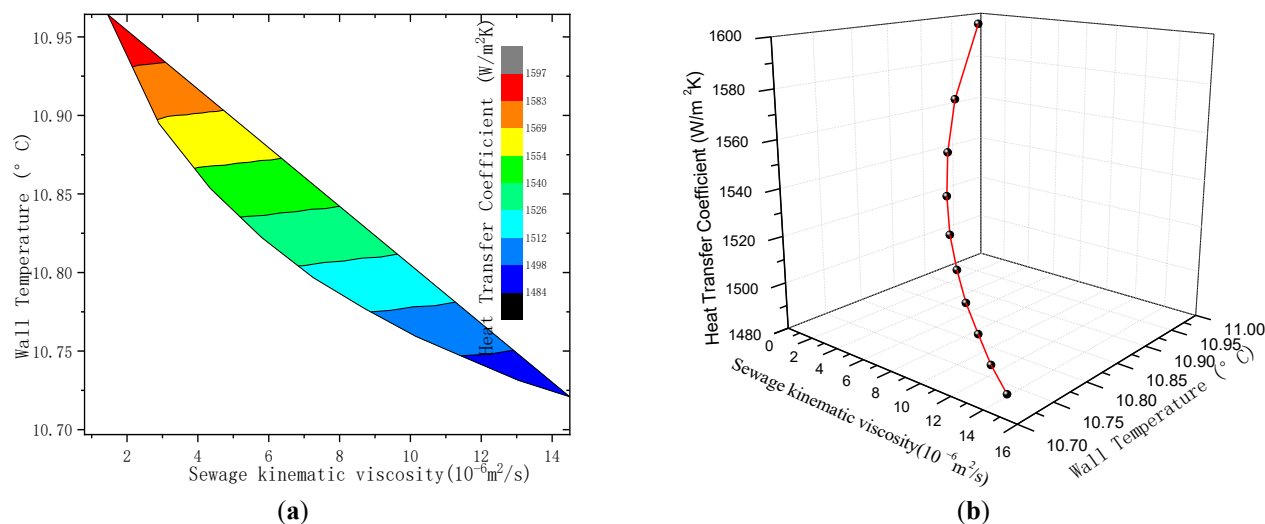 10.95
10.90
10.85
10.80
10.75
10.70
Wall Temperature (° C)
2 4 6 8 10 12 14
Sewage kinematic viscosity(10⁻⁶m²/s)
Heat Transfer Coefficient (W/m²K)
1597
1583
1569
1554
1540
1526
1512
1498
1484
(a)
1600
1580
1560
1540
1520
1500
1480
Heat Transfer Coefficient (W/m²K)
0 2 4 6 8 10 12 14 16
Sewage kinematic viscosity(10⁻⁶m²/s)
11.00
10.95
10.90
10.85
10.80
10.75
10.70
Wall Temperature (° C)
(b)